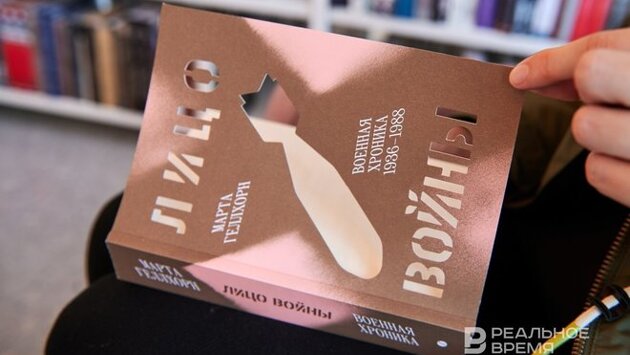 ЛИЦО
ВОЙНЫ
МАРТА
ГЕЛЛХОРН
ВОЕННАЯ
ХРОНИКА
1936–1988
МАРТА
ГЕЛЛХОРН
ЛИЦО ВОЙНЫ
ВОЕННАЯ
ХРОНИКА
РЕАЛЬНОЕ
ВРЕМЯ